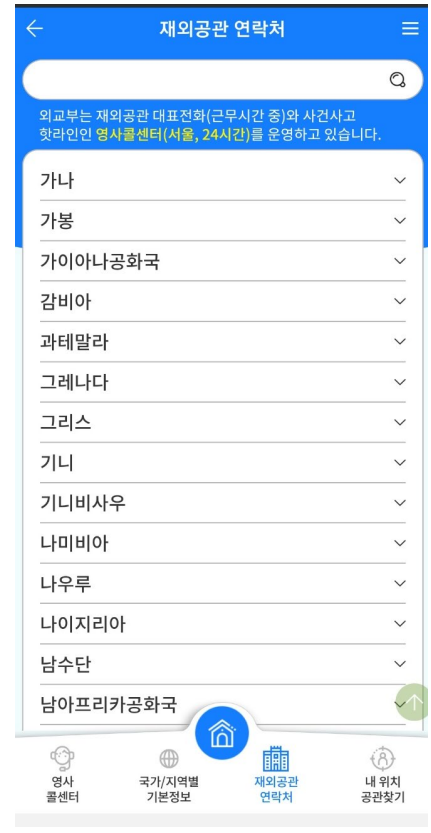 재외공관 연락처
외교부는 재외공관 대표전화(근무시간 중)와 사건사고
핫라인인 영사콜센터(서울, 24시간)를 운영하고 있습니다.
가나
가봉
가이아나공화국
감비아
과테말라
그레나다
그리스
기니
기니비사우
나미비아
나우루
나이지리아
남수단
남아프리카공화국
영사
콜센터
국가/지역별
기본정보
재외공관
연락처
내 위치
공관찾기